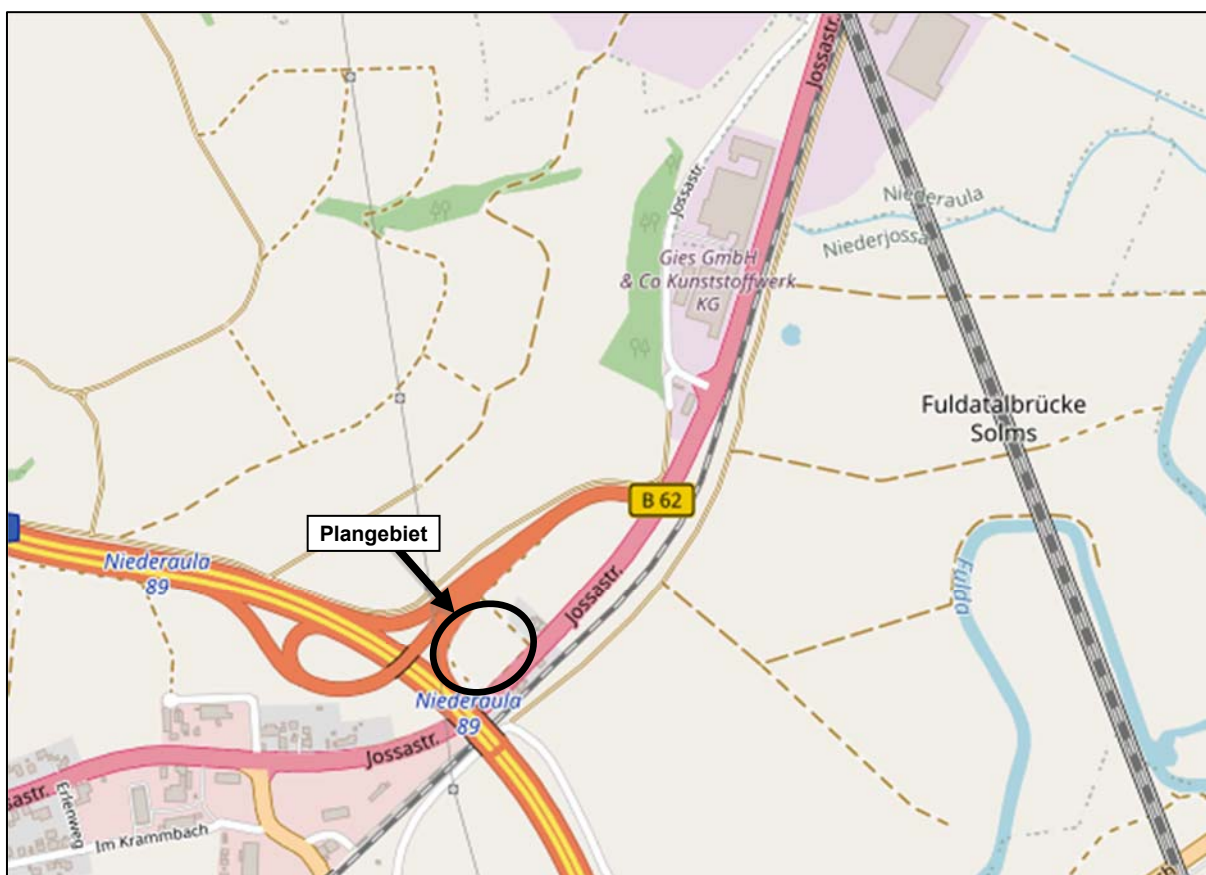 Jossastr.
Jossastr.
Niederaula
Niederjossa
Gies GmbH
& Co Kunststoffwerk
KG
Fuldatalbrücke
Solms
B 62
Plangebiet
Niederaula
89
Fulda
Jossastr.
Niederaula
89
Jossastr.
sastr.
Erlenweg
Im Krammbach